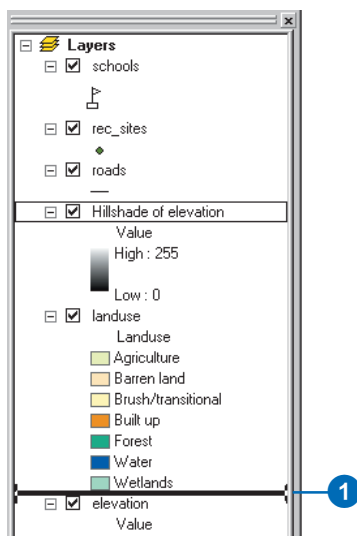 Layers
schools
rec_sites
roads
Hillshade of elevation
Value
High : 255
Low : 0
landuse
Landuse
Agriculture
Barren land
Brush/transitional
Built up
Forest
Water
Wetlands
1
elevation
Value